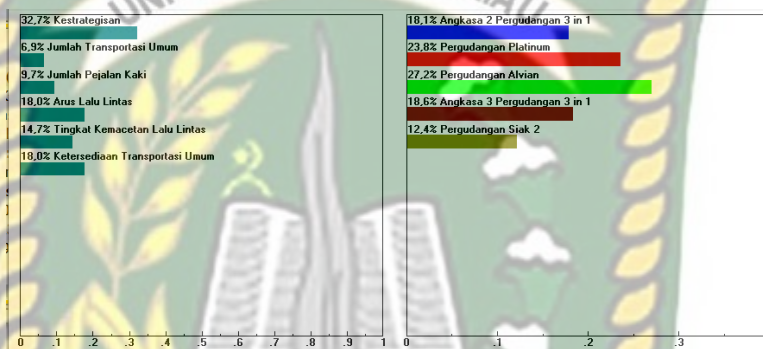 UNI
AU
32,7% Kestrategisan
6,9% Jumlah Transportasi Umum
9,7% Jumlah Pejalan Kaki
18,0% Arus Lalu Lintas
14,7% Tingkat Kemacetan Lalu Lintas
18,0% Ketersediaan Transportasi Umum
0 .1 .2 .3 .4 .5 .6 .7 .8 .9 1
18,1% Angkasa 2 Pergudangan 3 in 1
23,8% Pergudangan Platinum
27,2% Pergudangan Alvian
18,6% Angkasa 3 Pergudangan 3 in 1
12,4% Pergudangan Siak 2
0 .1 .2 .3